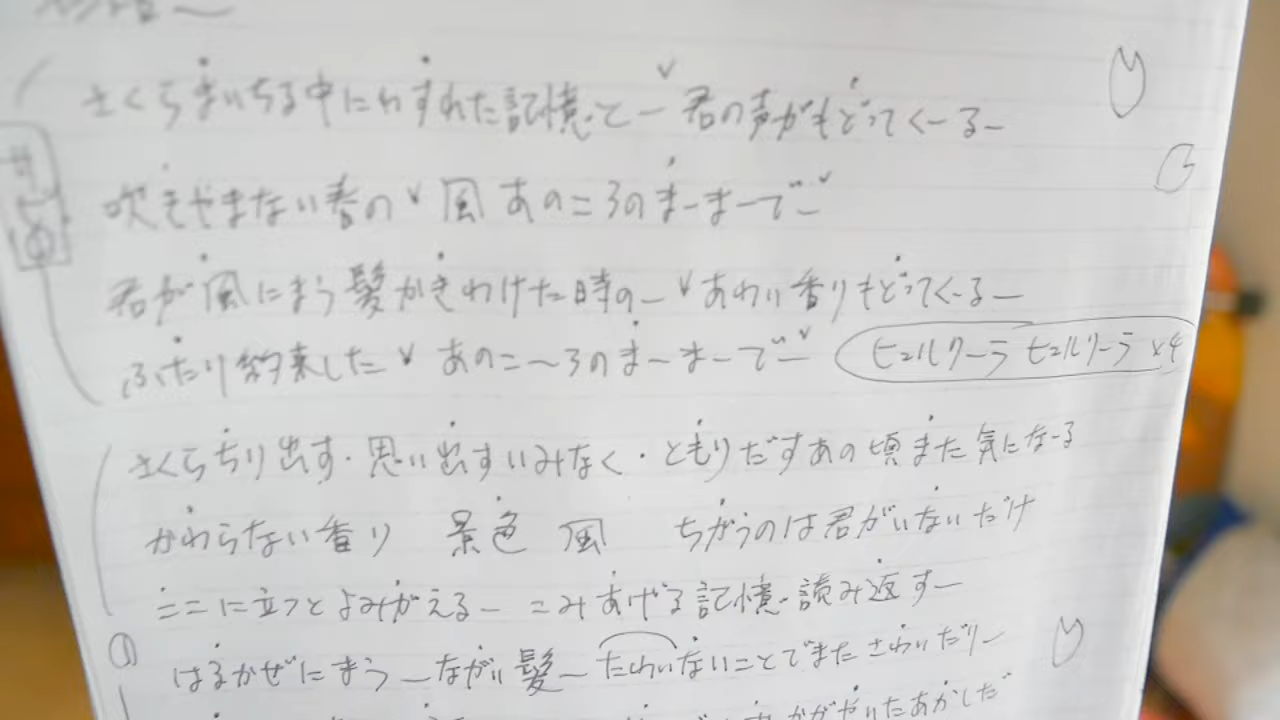 さくらまいちる中にわすれた記憶・と ー 君の声がもどってくーるー
サビ
吹きやまない春の 風 あのころのまーまーでー
君が風にまう髪かきわけた時のー あわい香りもどってくーるー
ふたり約束した あのこ〜ろのまーまーでー ヒュルリーラ ヒュルリーラ ×4
さくらちり出す・思い出すいみなく・ともりだすあの頃また気になーる
かわらない香り 景色 風 ちがうのは君がいないだけ
ここに立つとよみがえるー こみあげる記憶・読み返すー
はるかぜにまう ーながい髪ー たわいないことでまたさわいだりー